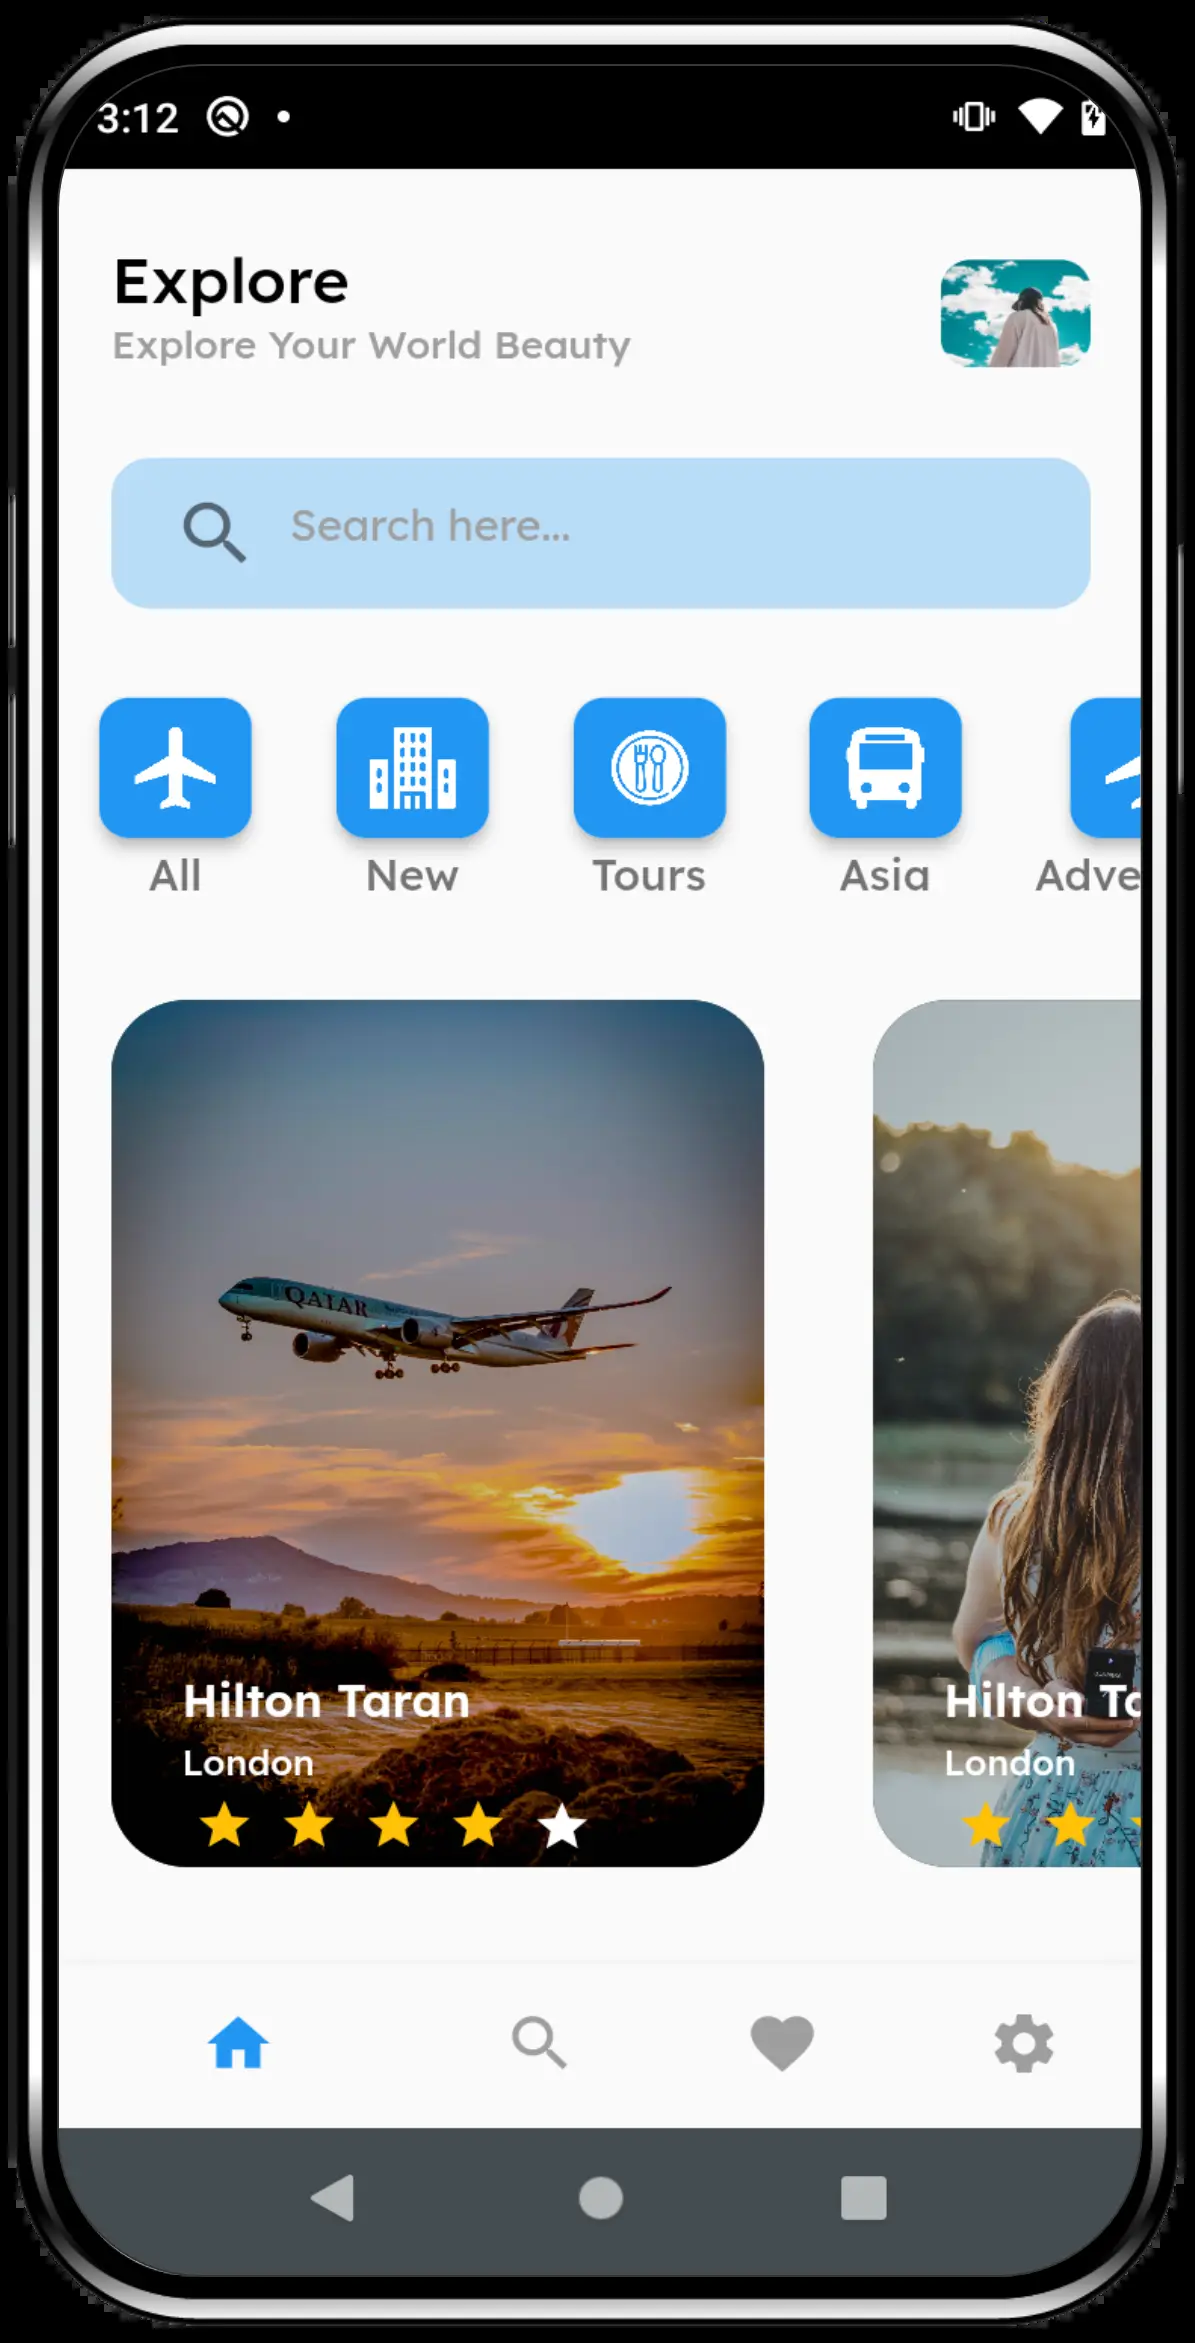 3:12
Explore
Explore Your World Beauty
Search here...
All New Tours Asia Adve
QATAR
Hilton Taran
London
Hilton Ta
London